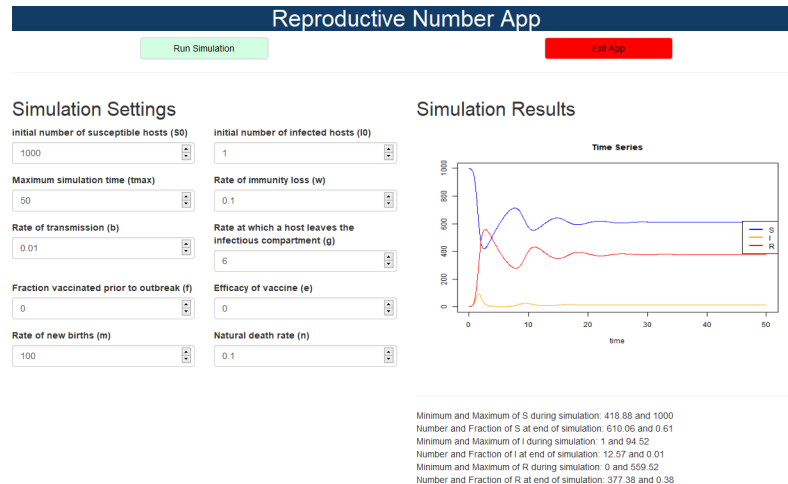 Reproductive Number App
Run Simulation
Exit App
Simulation Settings
initial number of susceptible hosts (S0)
initial number of infected hosts (I0)
1000
1
Maximum simulation time (tmax)
Rate of immunity loss (w)
50
0.1
Rate of transmission (b)
Rate at which a host leaves the
infectious compartment (g)
0.01
6
Fraction vaccinated prior to outbreak (f)
Efficacy of vaccine (e)
0
0
Rate of new births (m)
Natural death rate (n)
100
0.1
Simulation Results
Time Series
1000
800
600
400
200
0
S
I
R
0 10 20 30 40 50
time
Minimum and Maximum of S during simulation: 418.88 and 1000
Number and Fraction of S at end of simulation: 610.06 and 0.61
Minimum and Maximum of I during simulation: 1 and 94.52
Number and Fraction of I at end of simulation: 12.57 and 0.01
Minimum and Maximum of R during simulation: 0 and 559.52
Number and Fraction of R at end of simulation: 377.38 and 0.38